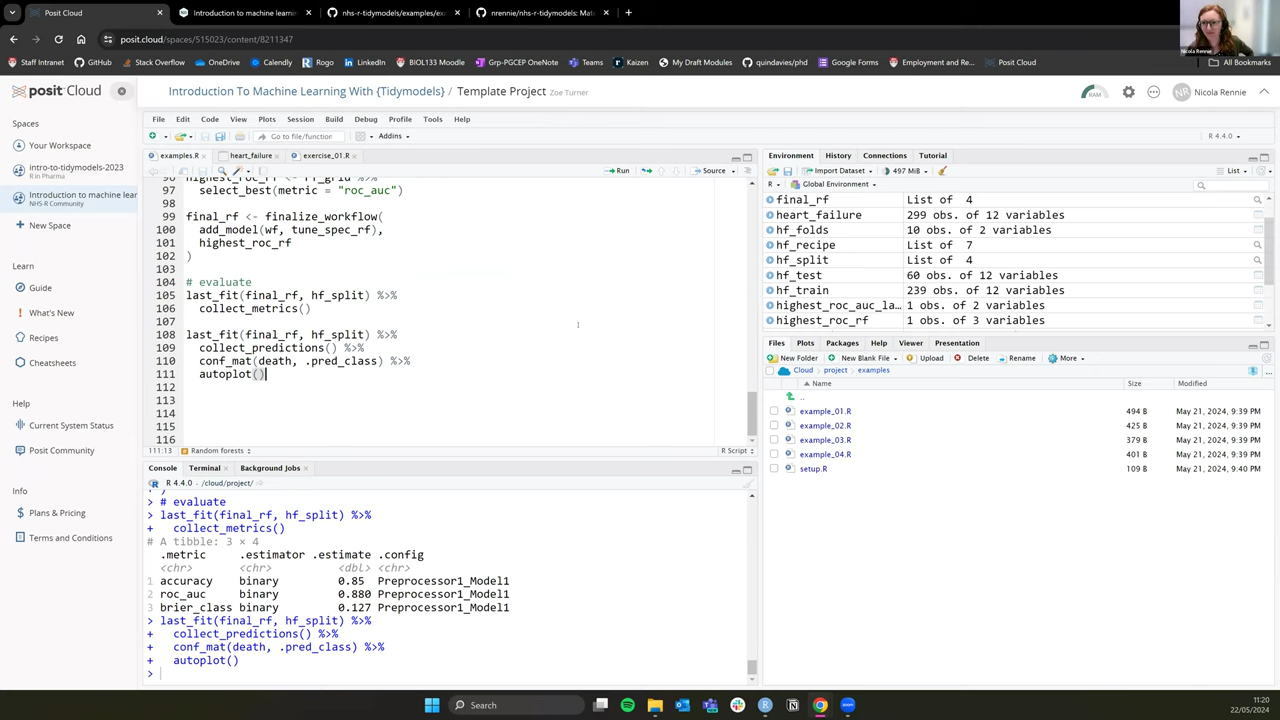 Posit Cloud
Introduction to machine learnin
nhs-r-tidymodels/examples/exa
nrennie/nhs-r-tidymodels: Mate
posit.cloud/spaces/515023/content/8211347
Staff Intranet
GitHub
Stack Overflow
Calendly
Rogo
LinkedIn
BIOL133 Moodle
Grp-FoCEP Online
Teams
Kaizen
My Draft Modules
quindavies/phd
Google Forms
Employment and Re...
Posit Cloud
All Bookmarks
Nicola Rennie
posit Cloud
Introduction To Machine Learning With {Tidymodels} / Template Project Zoe Turner
RAM
NR Nicola Rennie
Spaces
Your Workspace
intro-to-tidymodels-2023
R in Pharma
Introduction to machine lear
NHS-R Community
New Space
Learn
Guide
What's New
Recipes
Cheatsheets
Help
Current System Status
Posit Community
Info
Plans & Pricing
Terms and Conditions
File Edit Code View Plots Session Build Debug Profile Tools Help
Go to file/function
Addins
R 4.4.0
examples.R
heart_failure
exercise_01.R
Run
Source
96 highest_roc_rf <- rf_grid %>%
97 select_best(metric = "roc_auc")
98
99 final_rf <- finalize_workflow(
100 add_model(wf, tune_spec_rf),
101 highest_roc_rf
102 )
103
104 # evaluate
105 last_fit(final_rf, hf_split) %>%
106 collect_metrics()
107
108 last_fit(final_rf, hf_split) %>%
109 collect_predictions() %>%
110 conf_mat(death, .pred_class) %>%
111 autoplot()
112
113
114
115
116
111:13 Random forests R Script
Console Terminal Background Jobs
R 4.4.0 · /cloud/project/
+ )
> # evaluate
> last_fit(final_rf, hf_split) %>%
+ collect_metrics()
# A tibble: 3 × 4
.metric .estimator .estimate .config
<chr> <chr> <dbl> <chr>
1 accuracy binary 0.85 Preprocessor1_Model1
2 roc_auc binary 0.880 Preprocessor1_Model1
3 brier_class binary 0.127 Preprocessor1_Model1
> last_fit(final_rf, hf_split) %>%
+ collect_predictions() %>%
+ conf_mat(death, .pred_class) %>%
+ autoplot()
>
Environment History Connections Tutorial
Import Dataset 497 MiB List
R Global Environment
final_rf List of 4
heart_failure 299 obs. of 12 variables
hf_folds 10 obs. of 2 variables
hf_recipe List of 7
hf_split List of 4
hf_test 60 obs. of 12 variables
hf_train 239 obs. of 12 variables
highest_roc_auc_la... 1 obs. of 2 variables
highest_roc_rf 1 obs. of 3 variables
Files Plots Packages Help Viewer Presentation
New Folder New Blank File Upload Delete Rename More
Cloud project examples
Name Size Modified
..
example_01.R 494 B May 21, 2024, 9:39 PM
example_02.R 425 B May 21, 2024, 9:39 PM
example_03.R 379 B May 21, 2024, 9:39 PM
example_04.R 401 B May 21, 2024, 9:39 PM
setup.R 109 B May 21, 2024, 9:40 PM
Search
11:20
22/05/2024